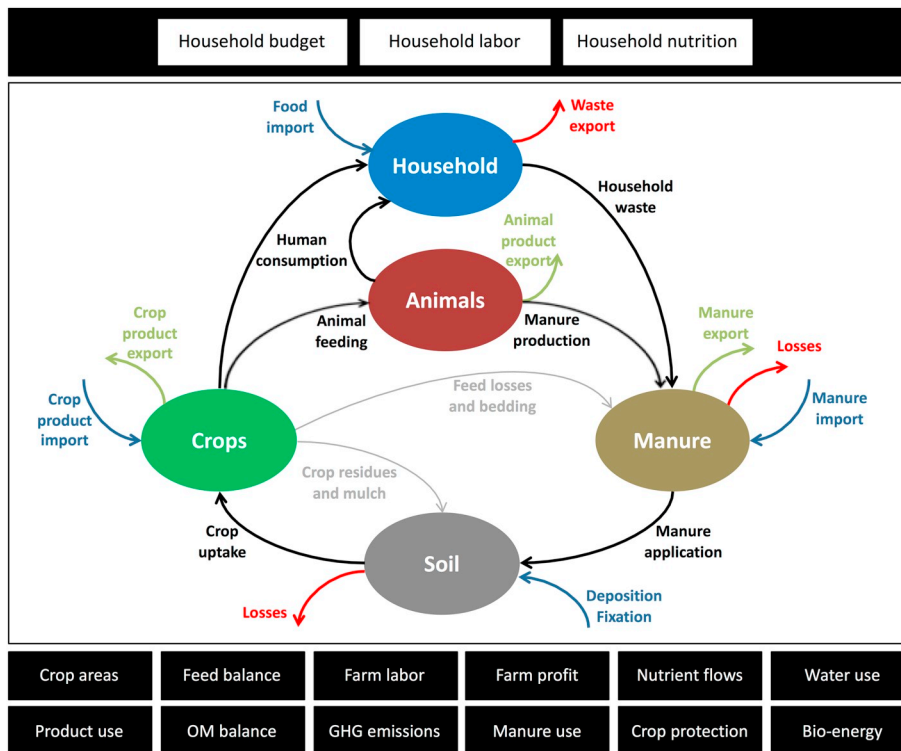 Household budget
Household labor
Household nutrition
Food
import
Waste
export
Household
Household
waste
Human
consumption
Animal
product
export
Animals
Animal
feeding
Manure
production
Crop
product
export
Manure
export
Losses
Crop
product
import
Feed losses
and bedding
Manure
import
Crops
Manure
Crop residues
and mulch
Crop
uptake
Soil
Manure
application
Losses
Deposition
Fixation
Crop areas
Feed balance
Farm labor
Farm profit
Nutrient flows
Water use
Product use
OM balance
GHG emissions
Manure use
Crop protection
Bio-energy